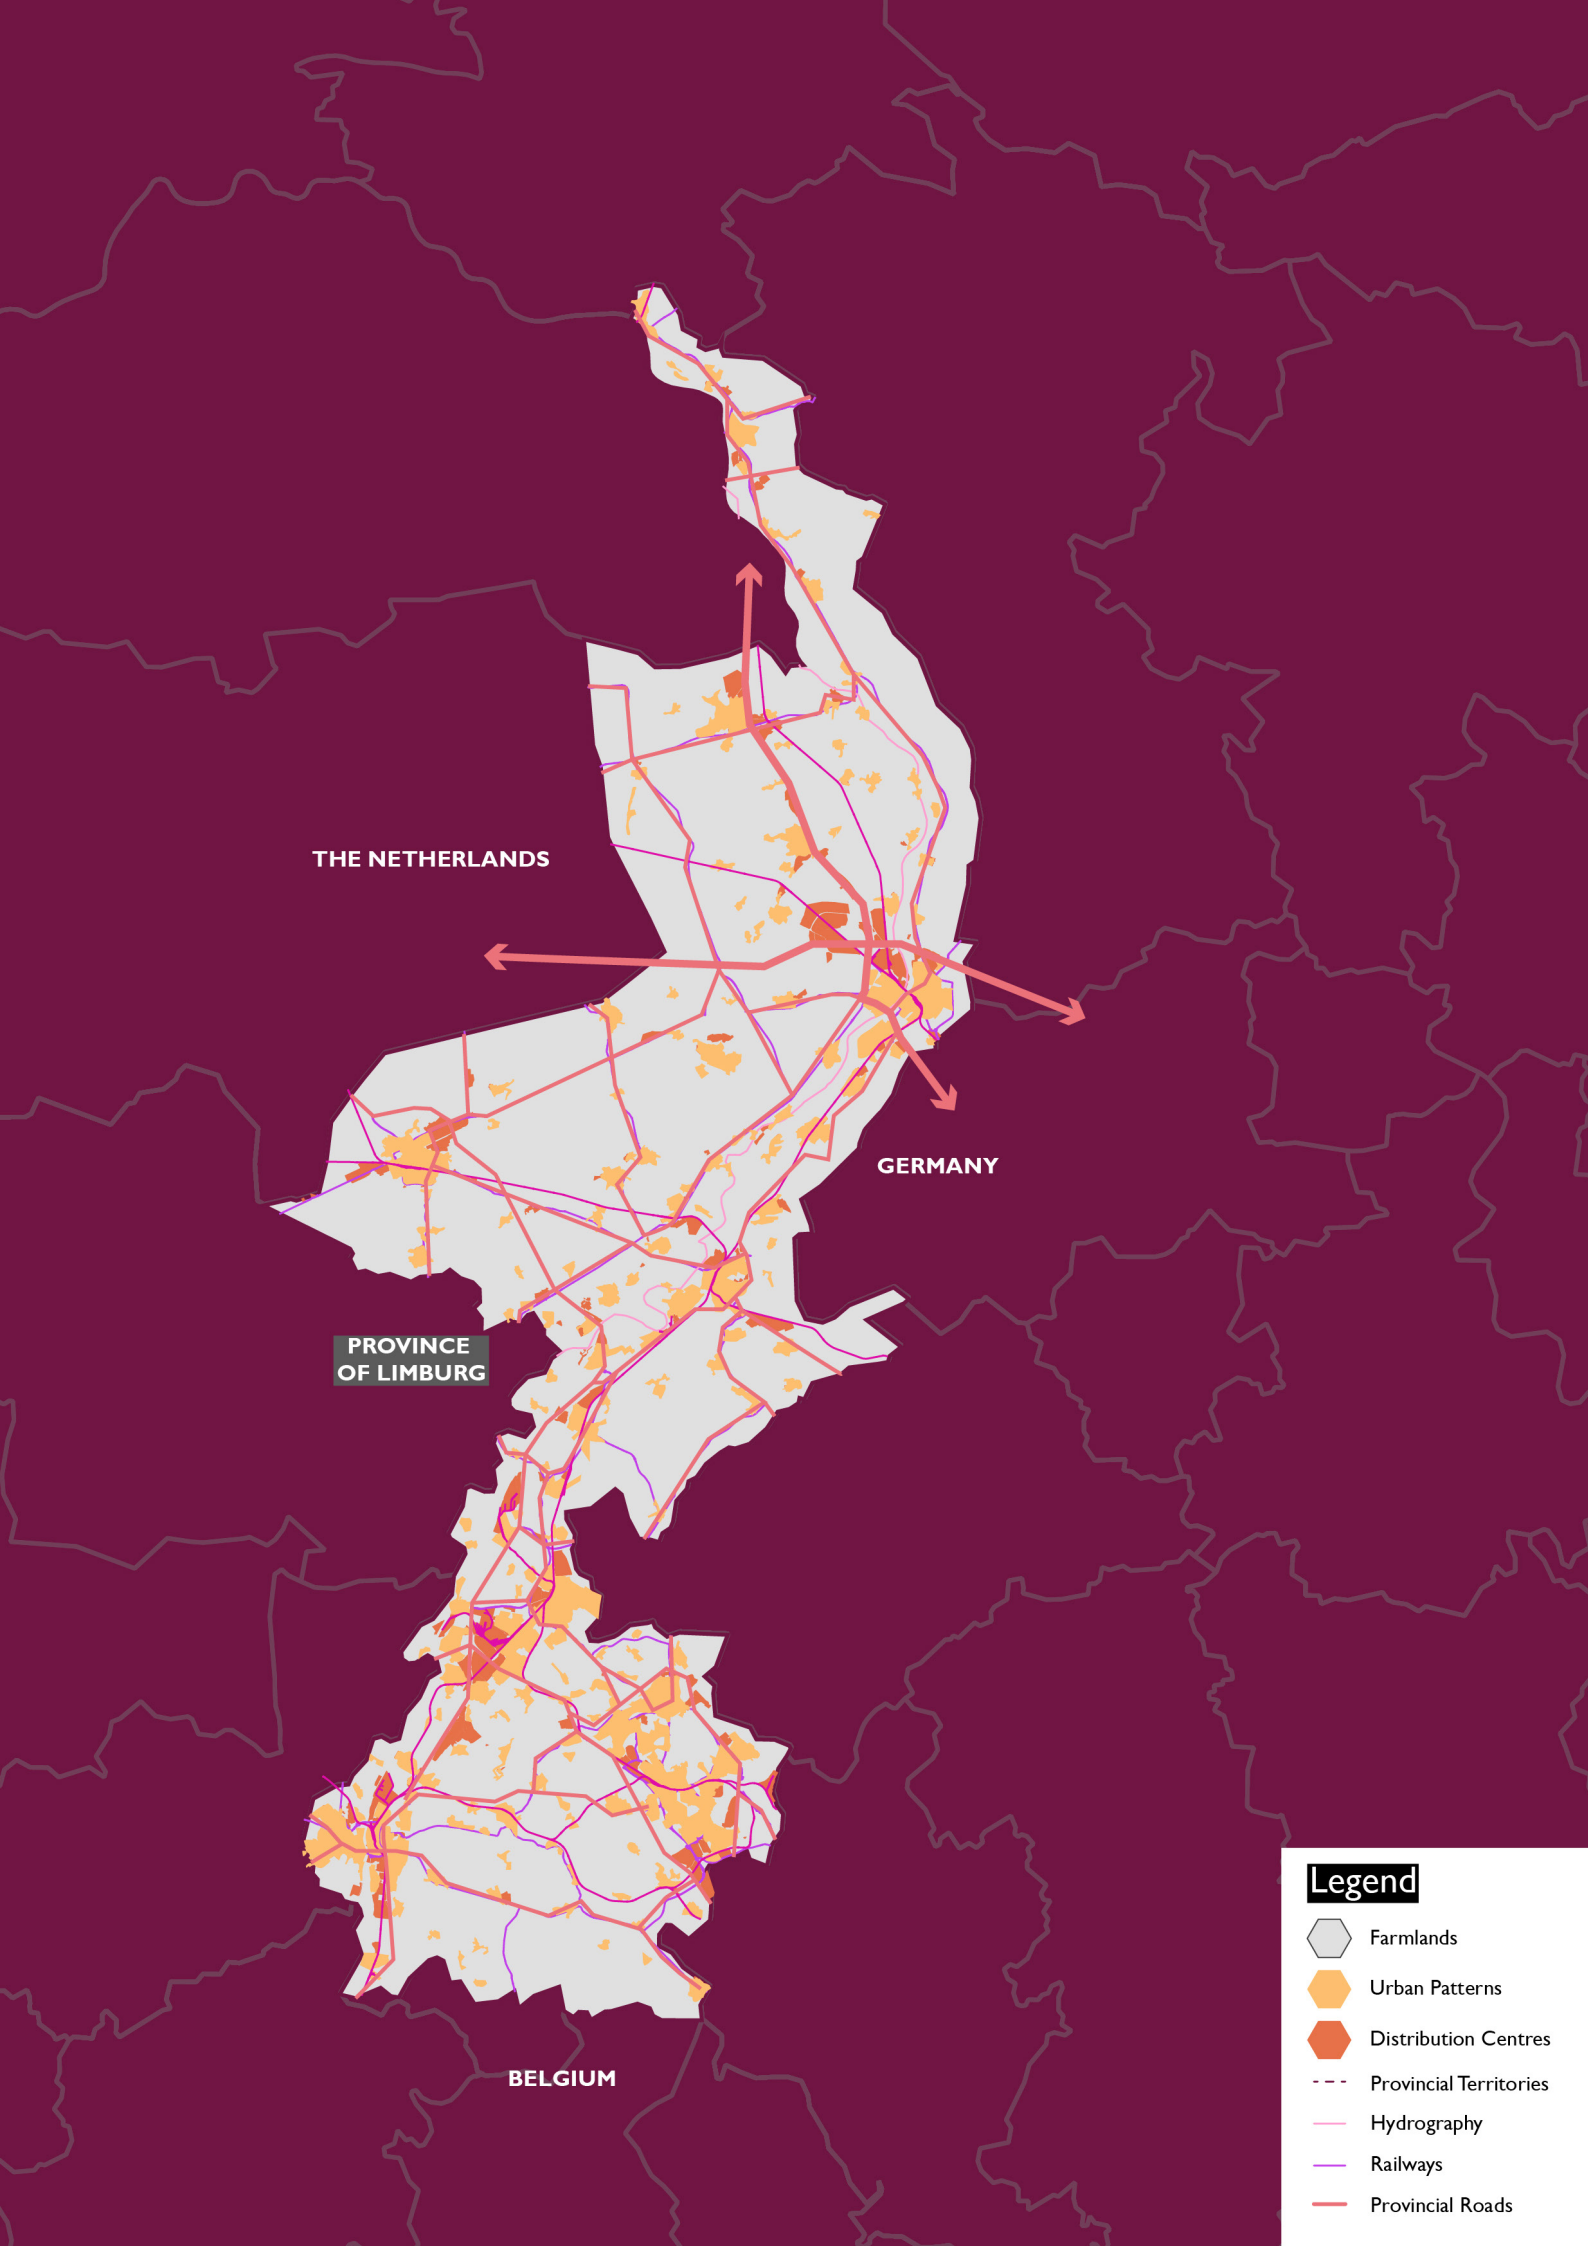 THE NETHERLANDS
GERMANY
PROVINCE
OF LIMBURG
BELGIUM
Legend
Farmlands
Urban Patterns
Distribution Centres
Provincial Territories
Hydrography
Railways
Provincial Roads